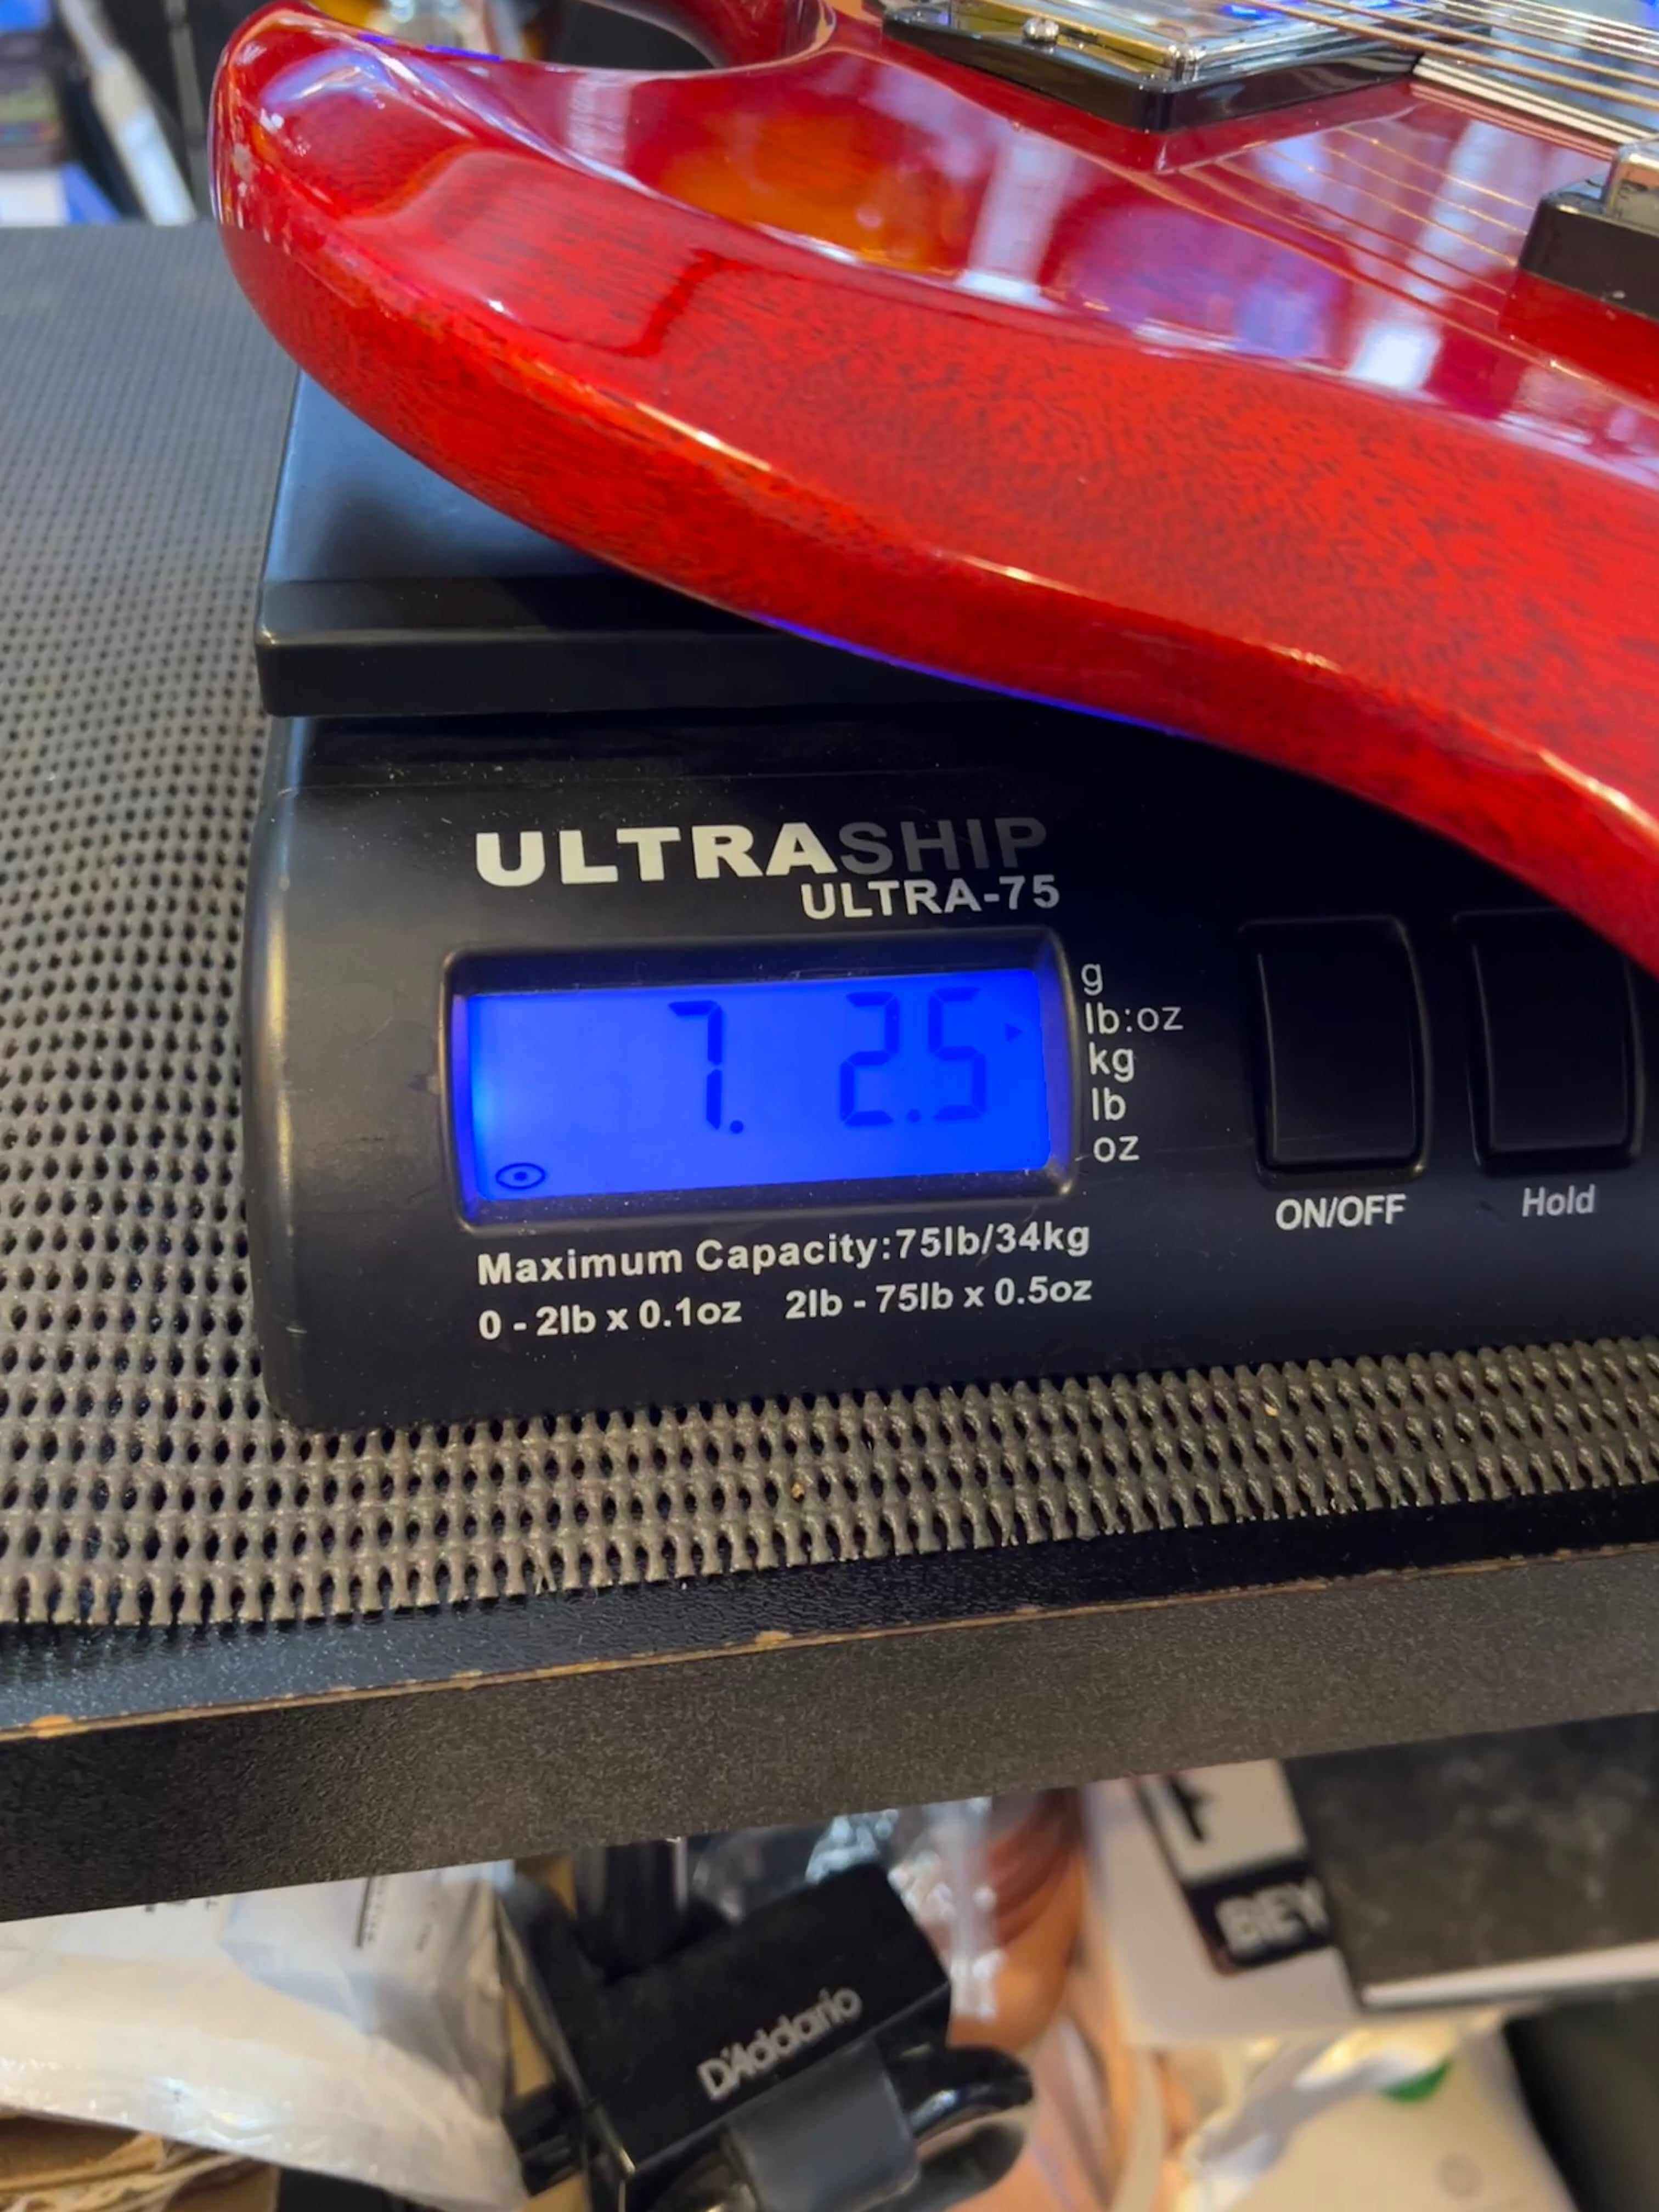 ULTRASHIP
ULTRA-75
7. 2.5
g
lb:oz
kg
lb
oz
ON/OFF
Hold
Maximum Capacity:75lb/34kg
0 - 2lb x 0.1oz 2lb - 75lb x 0.5oz
BEY
D'Addario